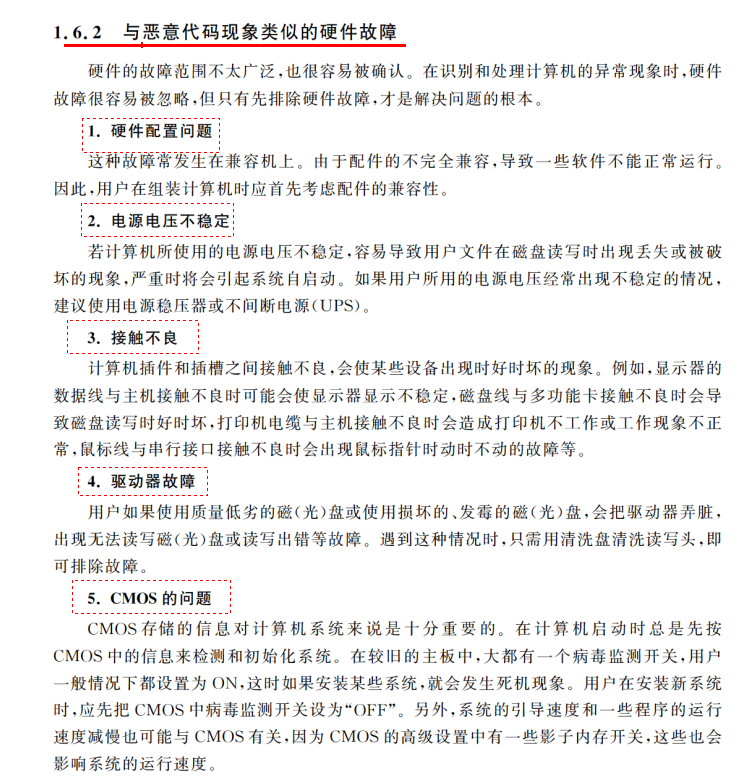 1.6.2 与恶意代码现象类似的硬件故障
硬件的故障范围不太广泛,也很容易被确认。在识别和处理计算机的异常现象时,硬件
故障很容易被忽略,但只有先排除硬件故障,才是解决问题的根本。
1. 硬件配置问题
这种故障常发生在兼容机上。由于配件的不完全兼容,导致一些软件不能正常运行。
因此,用户在组装计算机时应首先考虑配件的兼容性。
2. 电源电压不稳定
若计算机所使用的电源电压不稳定,容易导致用户文件在磁盘读写时出现丢失或被破
坏的现象,严重时将会引起系统自启动。如果用户所用的电源电压经常出现不稳定的情况,
建议使用电源稳压器或不间断电源(UPS)。
3. 接触不良
计算机插件和插槽之间接触不良,会使某些设备出现时好时坏的现象。例如,显示器的
数据线与主机接触不良时可能会使显示器显示不稳定,磁盘线与多功能卡接触不良时会导
致磁盘读写时好时坏,打印机电缆与主机接触不良时会造成打印机不工作或工作现象不正
常,鼠标线与串行接口接触不良时会出现鼠标指针时动时不动的故障等。
4. 驱动器故障
用户如果使用质量低劣的磁(光)盘或使用损坏的、发霉的磁(光)盘,会把驱动器弄脏,
出现无法读写磁(光)盘或读写出错等故障。遇到这种情况时,只需用清洗盘清洗读写头,即
可排除故障。
5. CMOS 的问题
CMOS 存储的信息对计算机系统来说是十分重要的。在计算机启动时总是先按
CMOS 中的信息来检测和初始化系统。在较旧的主板中,大都有一个病毒监测开关,用户
一般情况下都设置为 ON,这时如果安装某些系统,就会发生死机现象。用户在安装新系统
时,应先把 CMOS 中病毒监测开关设为“OFF”。另外,系统的引导速度和一些程序的运行
速度减慢也可能与 CMOS 有关,因为 CMOS 的高级设置中有一些影子内存开关,这些也会
影响系统的运行速度。